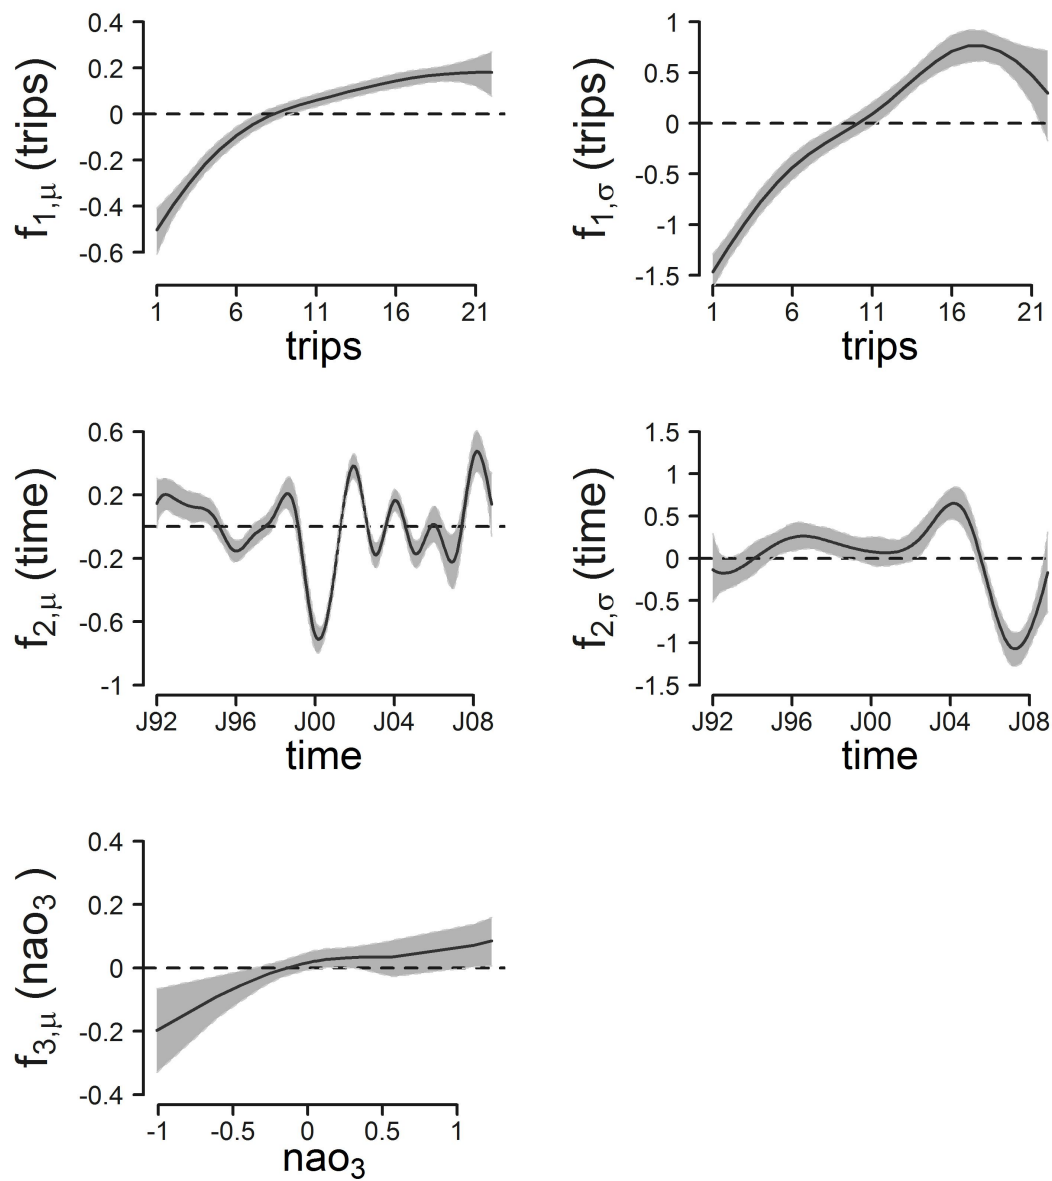 0.4
0.2
0
-0.2
-0.4
-0.6
f1,μ (trips)
1 6 11 16 21
trips
1
0.5
0
-0.5
-1
-1.5
f1,σ (trips)
1 6 11 16 21
trips
0.6
0.2
-0.2
-0.6
-1
f2,μ (time)
J92 J96 J00 J04 J08
time
1.5
1
0.5
0
-0.5
-1
-1.5
f2,σ (time)
J92 J96 J00 J04 J08
time
0.4
0.2
0
-0.2
-0.4
f3,μ (nao3 )
-1 -0.5 0 0.5 1
nao3